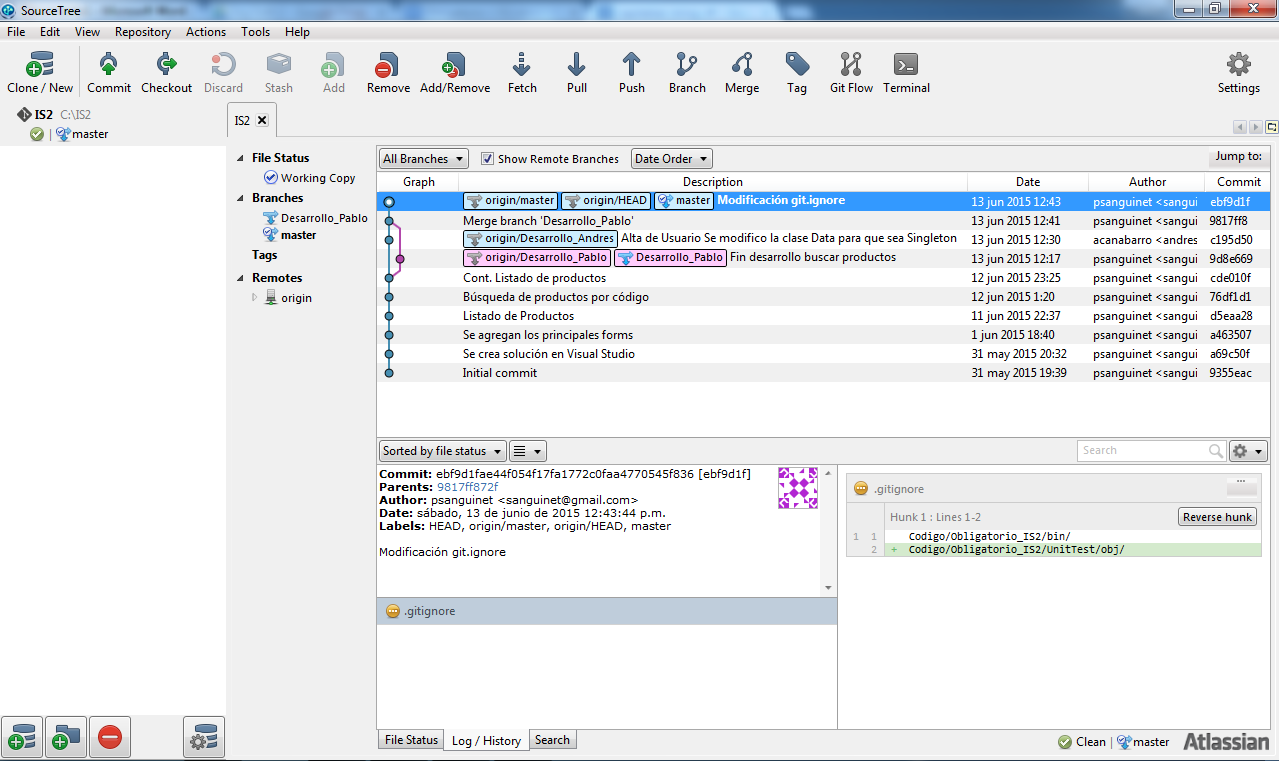 SourceTree
File Edit View Repository Actions Tools Help
Clone / New Commit Checkout Discard Stash Add Remove Add/Remove Fetch Pull Push Branch Merge Tag Git Flow Terminal Settings
IS2 C:\IS2
master
IS2
File Status
Working Copy
Branches
Desarrollo_Pablo
master
Tags
Remotes
origin
All Branches Show Remote Branches Date Order Jump to:
Graph Description Date Author Commit
origin/master origin/HEAD master Modificación git.ignore 13 jun 2015 12:43 psanguinet <sangui ebf9d1f
Merge branch 'Desarrollo_Pablo' 13 jun 2015 12:41 psanguinet <sangui 9817ff8
origin/Desarrollo_Andres Alta de Usuario Se modifico la clase Data para que sea Singleton 13 jun 2015 12:30 acanabarro <andres c195d50
origin/Desarrollo_Pablo Desarrollo_Pablo Fin desarrollo buscar productos 13 jun 2015 12:17 psanguinet <sangui 9d8e669
Cont. Listado de productos 12 jun 2015 23:25 psanguinet <sangui cde010f
Búsqueda de productos por código 12 jun 2015 1:20 psanguinet <sangui 76df1d1
Listado de Productos 11 jun 2015 22:37 psanguinet <sangui d5eaa28
Se agregan los principales forms 1 jun 2015 18:40 psanguinet <sangui a463507
Se crea solución en Visual Studio 31 may 2015 20:32 psanguinet <sangui a69c50f
Initial commit 31 may 2015 19:39 psanguinet <sangui 9355eac
Sorted by file status Search
Commit: ebf9d1fae44f054f17fa1772c0faa4770545f836 [ebf9d1f]
Parents: 9817ff872f
Author: psanguinet <sanguinet@gmail.com>
Date: sábado, 13 de junio de 2015 12:43:44 p.m.
Labels: HEAD, origin/master, origin/HEAD, master
Modificación git.ignore
.gitignore
.gitignore
Hunk 1 : Lines 1-2 Reverse hunk
1 1 Codigo/Obligatorio_IS2/bin/
2 + Codigo/Obligatorio_IS2/UnitTest/obj/
File Status Log / History Search
Clean | master Atlassian